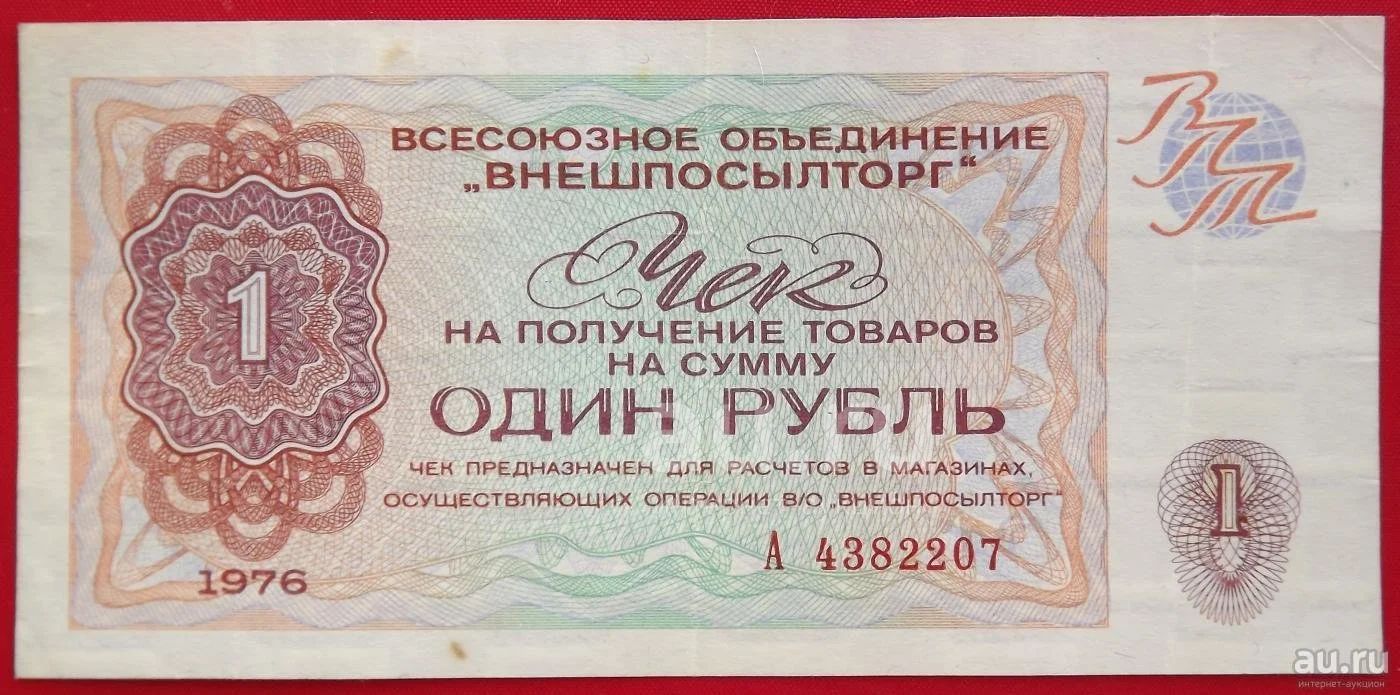 ВСЕСОЮЗНОЕ ОБЪЕДИНЕНИЕ
„ВНЕШПОСЫЛТОРГ“
ВПТ
Чек
НА ПОЛУЧЕНИЕ ТОВАРОВ
НА СУММУ
ОДИН РУБЛЬ
ЧЕК ПРЕДНАЗНАЧЕН ДЛЯ РАСЧЕТОВ В МАГАЗИНАХ,
ОСУЩЕСТВЛЯЮЩИХ ОПЕРАЦИИ В/О „ВНЕШПОСЫЛТОРГ“
1
1
А 4382207
1976
au.ru
интернет-аукцион